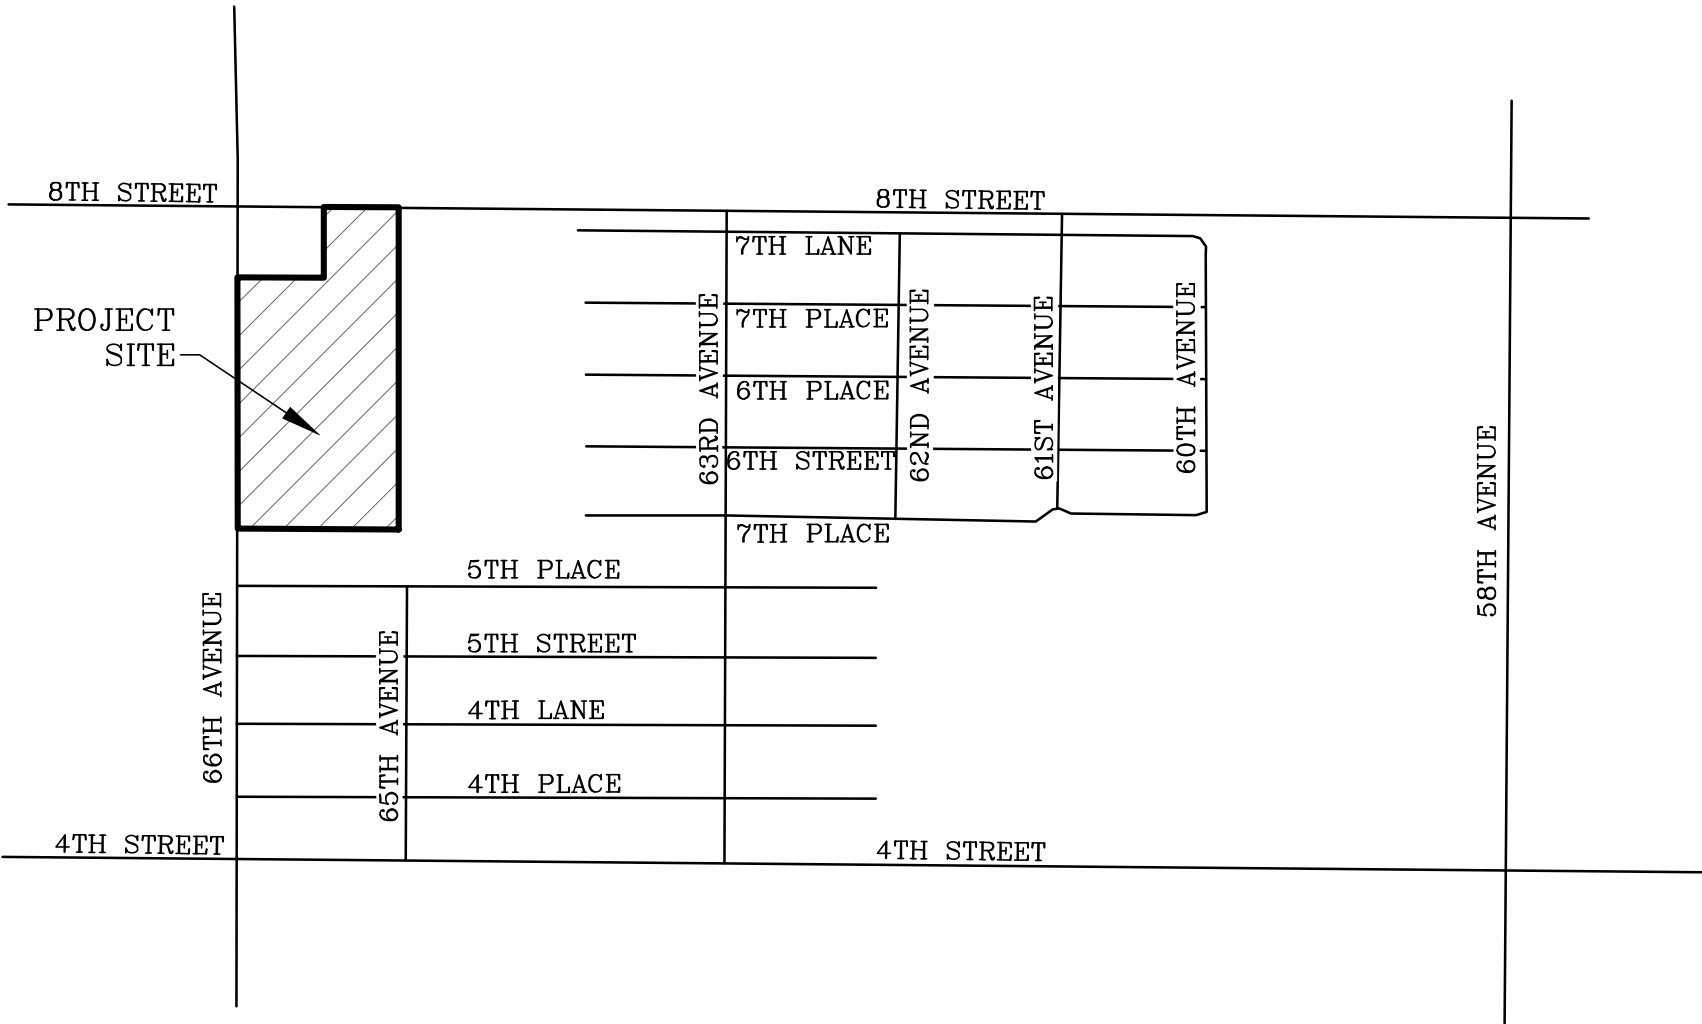 8TH STREET
8TH STREET
7TH LANE
PROJECT
SITE
7TH PLACE
6TH PLACE
6TH STREET
7TH PLACE
63RD AVENUE
62ND AVENUE
61ST AVENUE
60TH AVENUE
58TH AVENUE
5TH PLACE
5TH STREET
4TH LANE
4TH PLACE
66TH AVENUE
65TH AVENUE
4TH STREET
4TH STREET